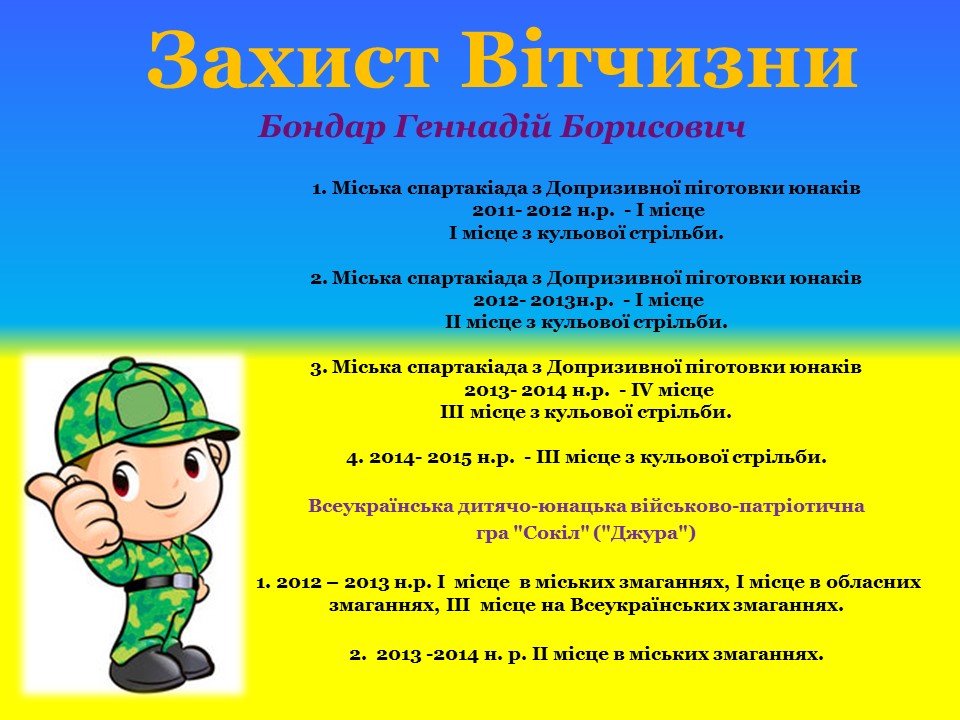 Захист Вітчизни
Бондар Геннадій Борисович
1. Міська спартакіада з Допризивної піготовки юнаків
2011- 2012 н.р.  - І місце
І місце з кульової стрільби.
2. Міська спартакіада з Допризивної піготовки юнаків
2012- 2013н.р.  - І місце
ІІ місце з кульової стрільби.
3. Міська спартакіада з Допризивної піготовки юнаків
2013- 2014 н.р.  - IV місце
ІІІ місце з кульової стрільби.
4. 2014- 2015 н.р.  - ІІІ місце з кульової стрільби.
Всеукраїнська дитячо-юнацька військово-патріотична
гра "Сокіл" ("Джура")
1. 2012 – 2013 н.р. І  місце  в міських змаганнях, І місце в обласних
змаганнях, ІІІ  місце на Всеукраїнських змаганнях.
2.  2013 -2014 н. р. ІІ місце в міських змаганнях.